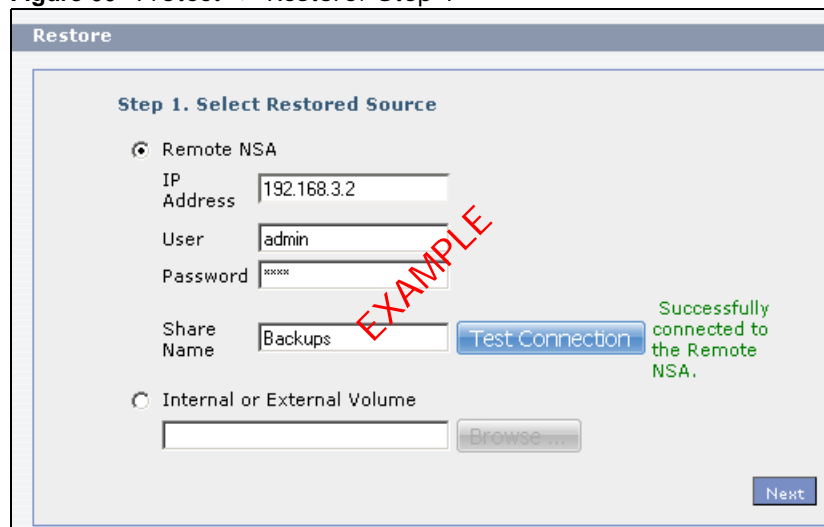 Restore
Step 1. Select Restored Source
Remote NSA
IP Address
192.168.3.2
User
admin
Password
****
Share Name
Backups
Test Connection
Successfully
connected to
the Remote
NSA.
EXAMPLE
Internal or External Volume
Browse ...
Next